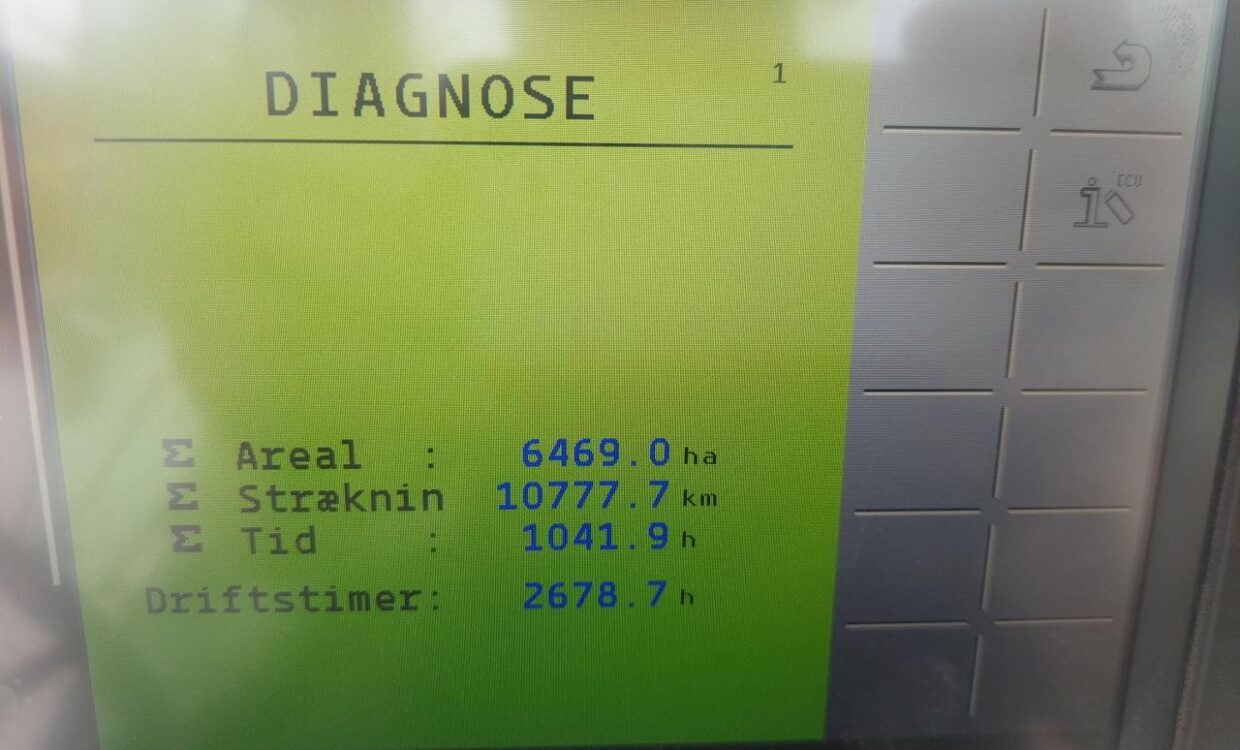 DIAGNOSE
1
ECU
i
Σ Areal : 6469.0 ha
Σ Stræknin 10777.7 km
Σ Tid : 1041.9 h
Driftstimer: 2678.7 h